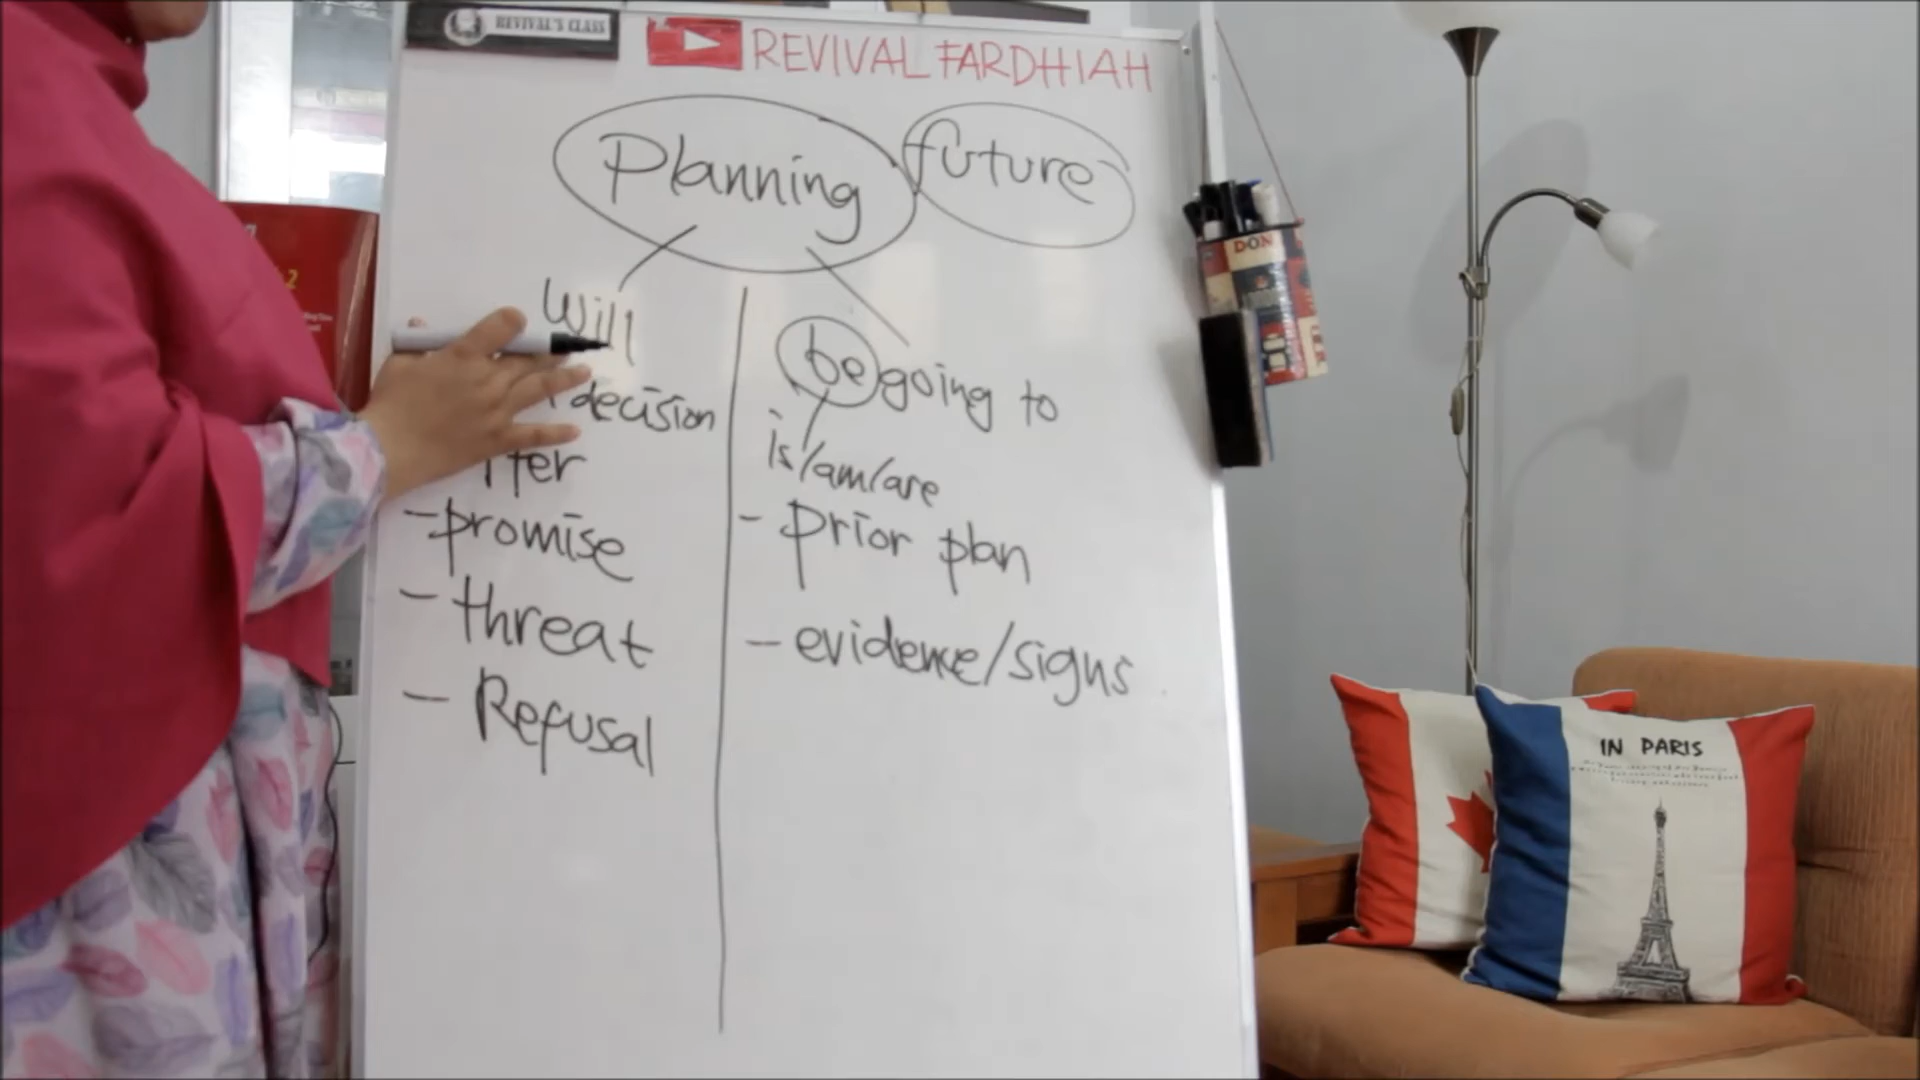 REVIVAL'S CLASS
REVIVAL FARDHIAH
Planning future
Will
be going to
decision
is/am/are
- promise
- prior plan
- threat
- evidence/signs
- Refusal
DON
2
IN PARIS